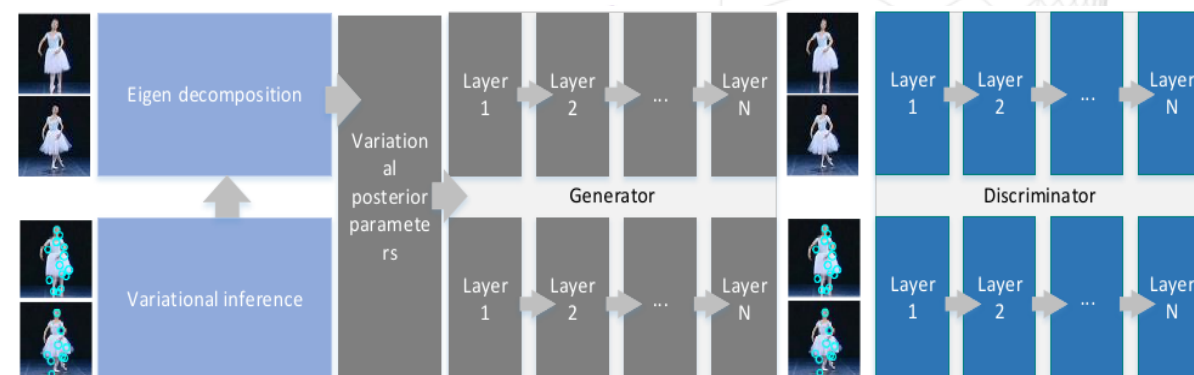 Eigen decomposition
Variational inference
Variation
al
posterior
paramete
rs
Layer
1
Layer
2
...
Layer
N
Generator
Layer
1
Layer
2
...
Layer
N
Layer
1
Layer
2
...
Layer
N
Discriminator
Layer
1
Layer
2
...
Layer
N